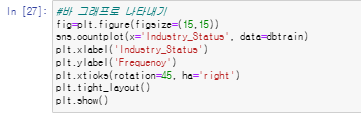 In [27]: #바 그래프로 나타내기
fig=plt.figure(figsize=(15,15))
sns.countplot(x='Industry_Status', data=dbtrain)
plt.xlabel('Industry_Status')
plt.ylabel('Frequency')
plt.xticks(rotation=45, ha='right')
plt.tight_layout()
plt.show()